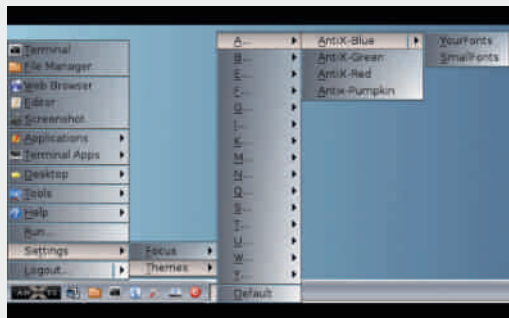 Terminal
File Manager
Web Browser
Editor
Screenshot
Applications
Terminal Apps
Desktop
Tools
Help
Run...
Settings
Logout...
Focus
Themes
A...
B...
E...
F...
G...
I...
K...
M...
N...
Q...
S...
T...
U...
W...
Y...
Default
AntiX-Blue
AntiX-Green
AntiX-Red
Antix-Pumpkin
YourFonts
SmallFonts